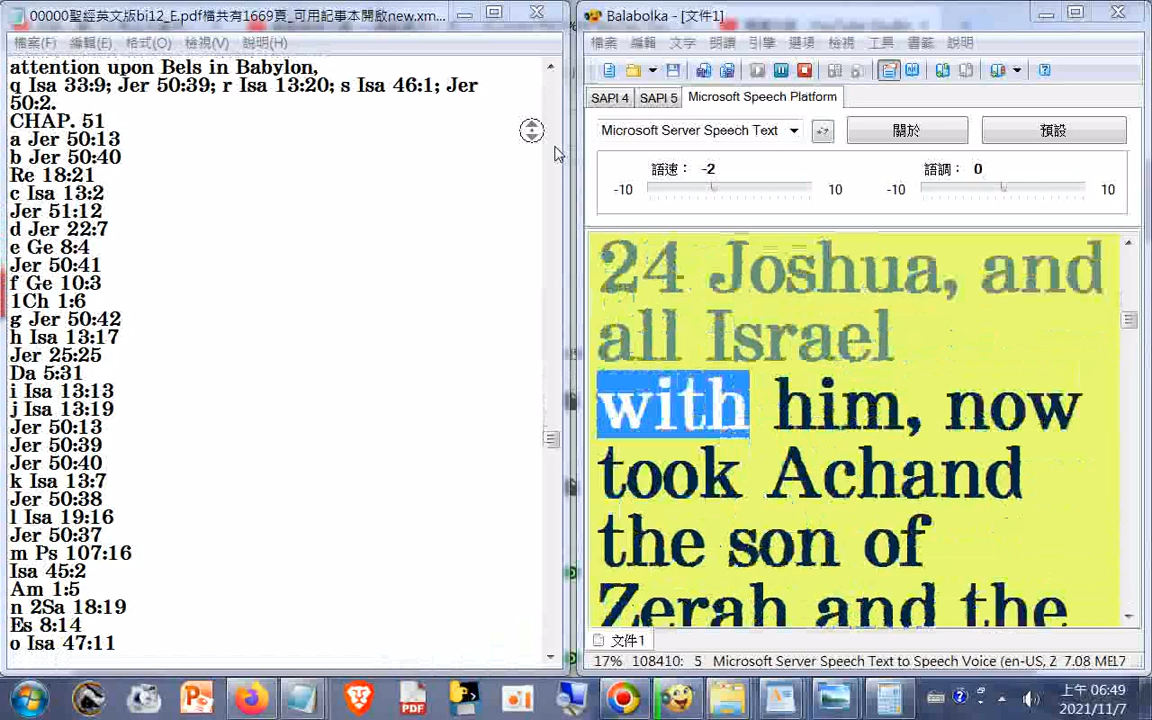 00000聖經英文版bi12_E.pdf檔共有1669頁_可用記事本開啟new.xm...
檔案(F) 編輯(E) 格式(O) 檢視(V) 說明(H)
attention upon Bels in Babylon,
q Isa 33:9; Jer 50:39; r Isa 13:20; s Isa 46:1; Jer
50:2.
CHAP. 51
a Jer 50:13
b Jer 50:40
Re 18:21
c Isa 13:2
Jer 51:12
d Jer 22:7
e Ge 8:4
Jer 50:41
f Ge 10:3
1Ch 1:6
g Jer 50:42
h Isa 13:17
Jer 25:25
Da 5:31
i Isa 13:13
j Isa 13:19
Jer 50:13
Jer 50:39
Jer 50:40
k Isa 13:7
Jer 50:38
l Isa 19:16
Jer 50:37
m Ps 107:16
Isa 45:2
Am 1:5
n 2Sa 18:19
Es 8:14
o Isa 47:11
Balabolka - [文件1]
檔案 編輯 文字 朗讀 引擎 選項 檢視 工具 書籤 說明
SAPI 4 SAPI 5 Microsoft Speech Platform
Microsoft Server Speech Text 關於 預設
語速： -2 語調： 0
-10 10 -10 10
24 Joshua, and
all Israel
with him, now
took Achand
the son of
Zerah and the
文件1
17% 108410: 5 Microsoft Server Speech Text to Speech Voice (en-US, Z 7.08 ME
PDF
上午 06:49
2021/11/7